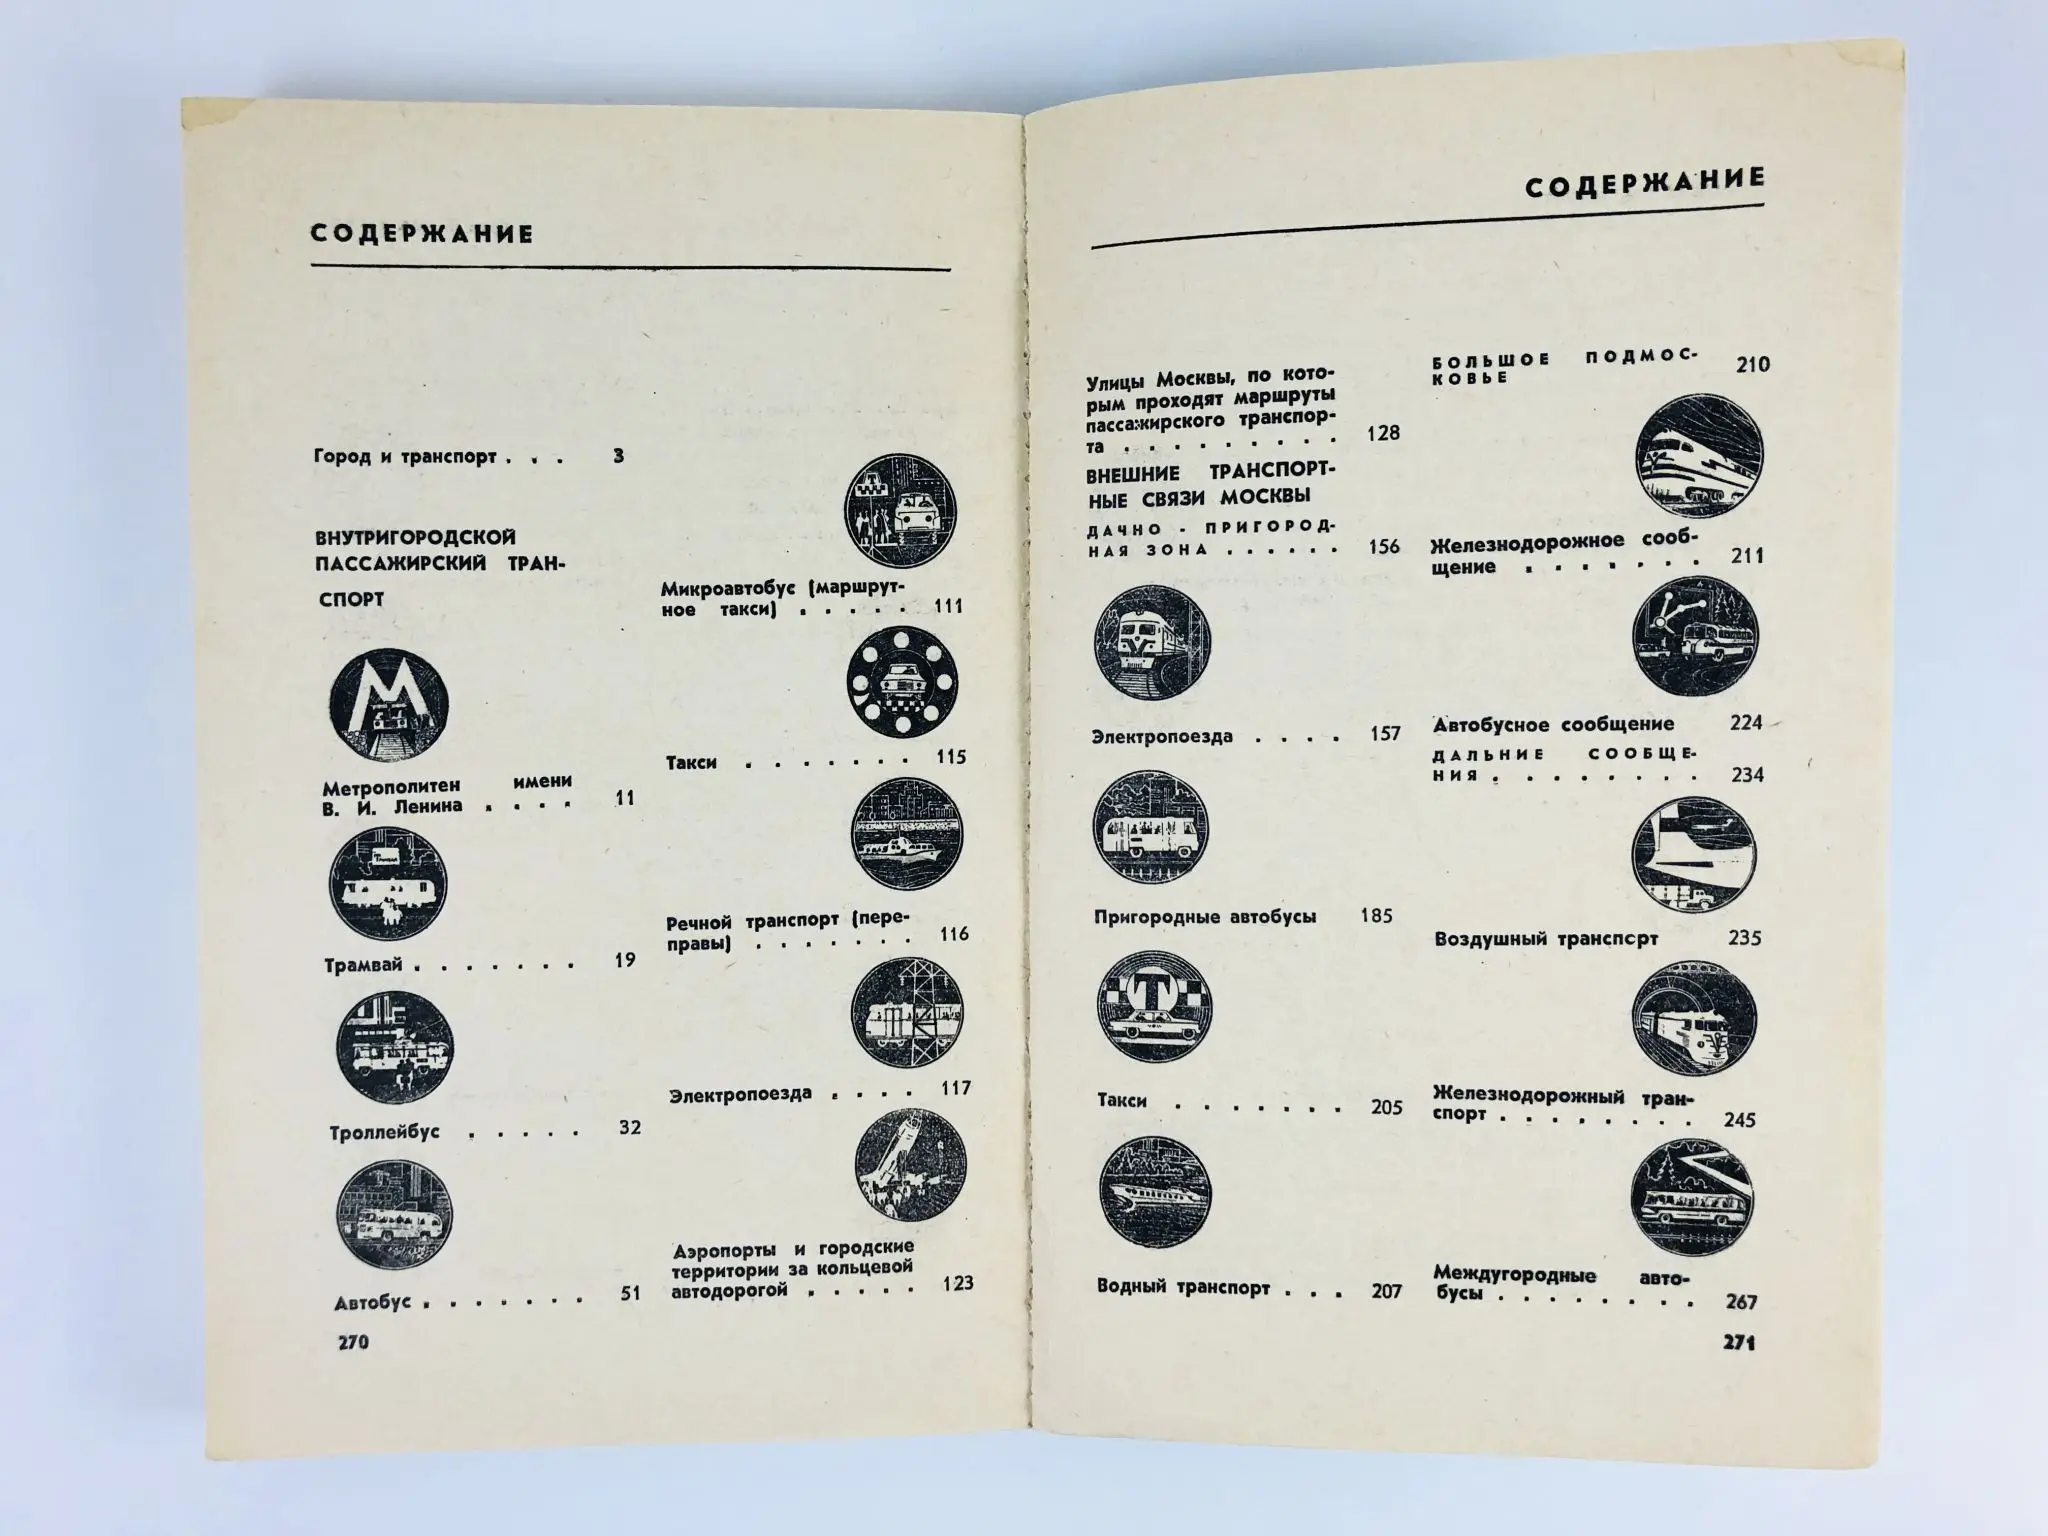 СОДЕРЖАНИЕ
Город и транспорт . . . 3
ВНУТРИГОРОДСКОЙ
ПАССАЖИРСКИЙ ТРАН-
СПОРТ
М
Метрополитен имени
В. И. Ленина . . . . 11
Трамвай
Трамвай . . . . . . . 19
Троллейбус . . . . . 32
Автобус . . . . . . . 51
270
Т
Микроавтобус (маршрут-
ное такси) . . . . . 111
Такси . . . . . . . 115
Речной транспорт (пере-
правы) . . . . . . . 116
Электропоезда . . . . 117
Аэропорты и городские
территории за кольцевой
автодорогой . . . . . 123
СОДЕРЖАНИЕ
Улицы Москвы, по кото-
рым проходят маршруты
пассажирского транспор-
та . . . . . . . . . 128
ВНЕШНИЕ ТРАНСПОРТ-
НЫЕ СВЯЗИ МОСКВЫ
ДАЧНО - ПРИГОРОД-
НАЯ ЗОНА . . . . . . 156
Электропоезда . . . . 157
Пригородные автобусы 185
Т
Такси . . . . . . . 205
Водный транспорт . . . 207
БОЛЬШОЕ ПОДМОС-
КОВЬЕ 210
Железнодорожное сооб-
щение . . . . . . . 211
Автобусное сообщение 224
ДАЛЬНИЕ СООБЩЕ-
НИЯ . . . . . . . . 234
Воздушный транспорт 235
Железнодорожный тран-
спорт . . . . . . . . 245
Междугородные авто-
бусы . . . . . . . . 267
271